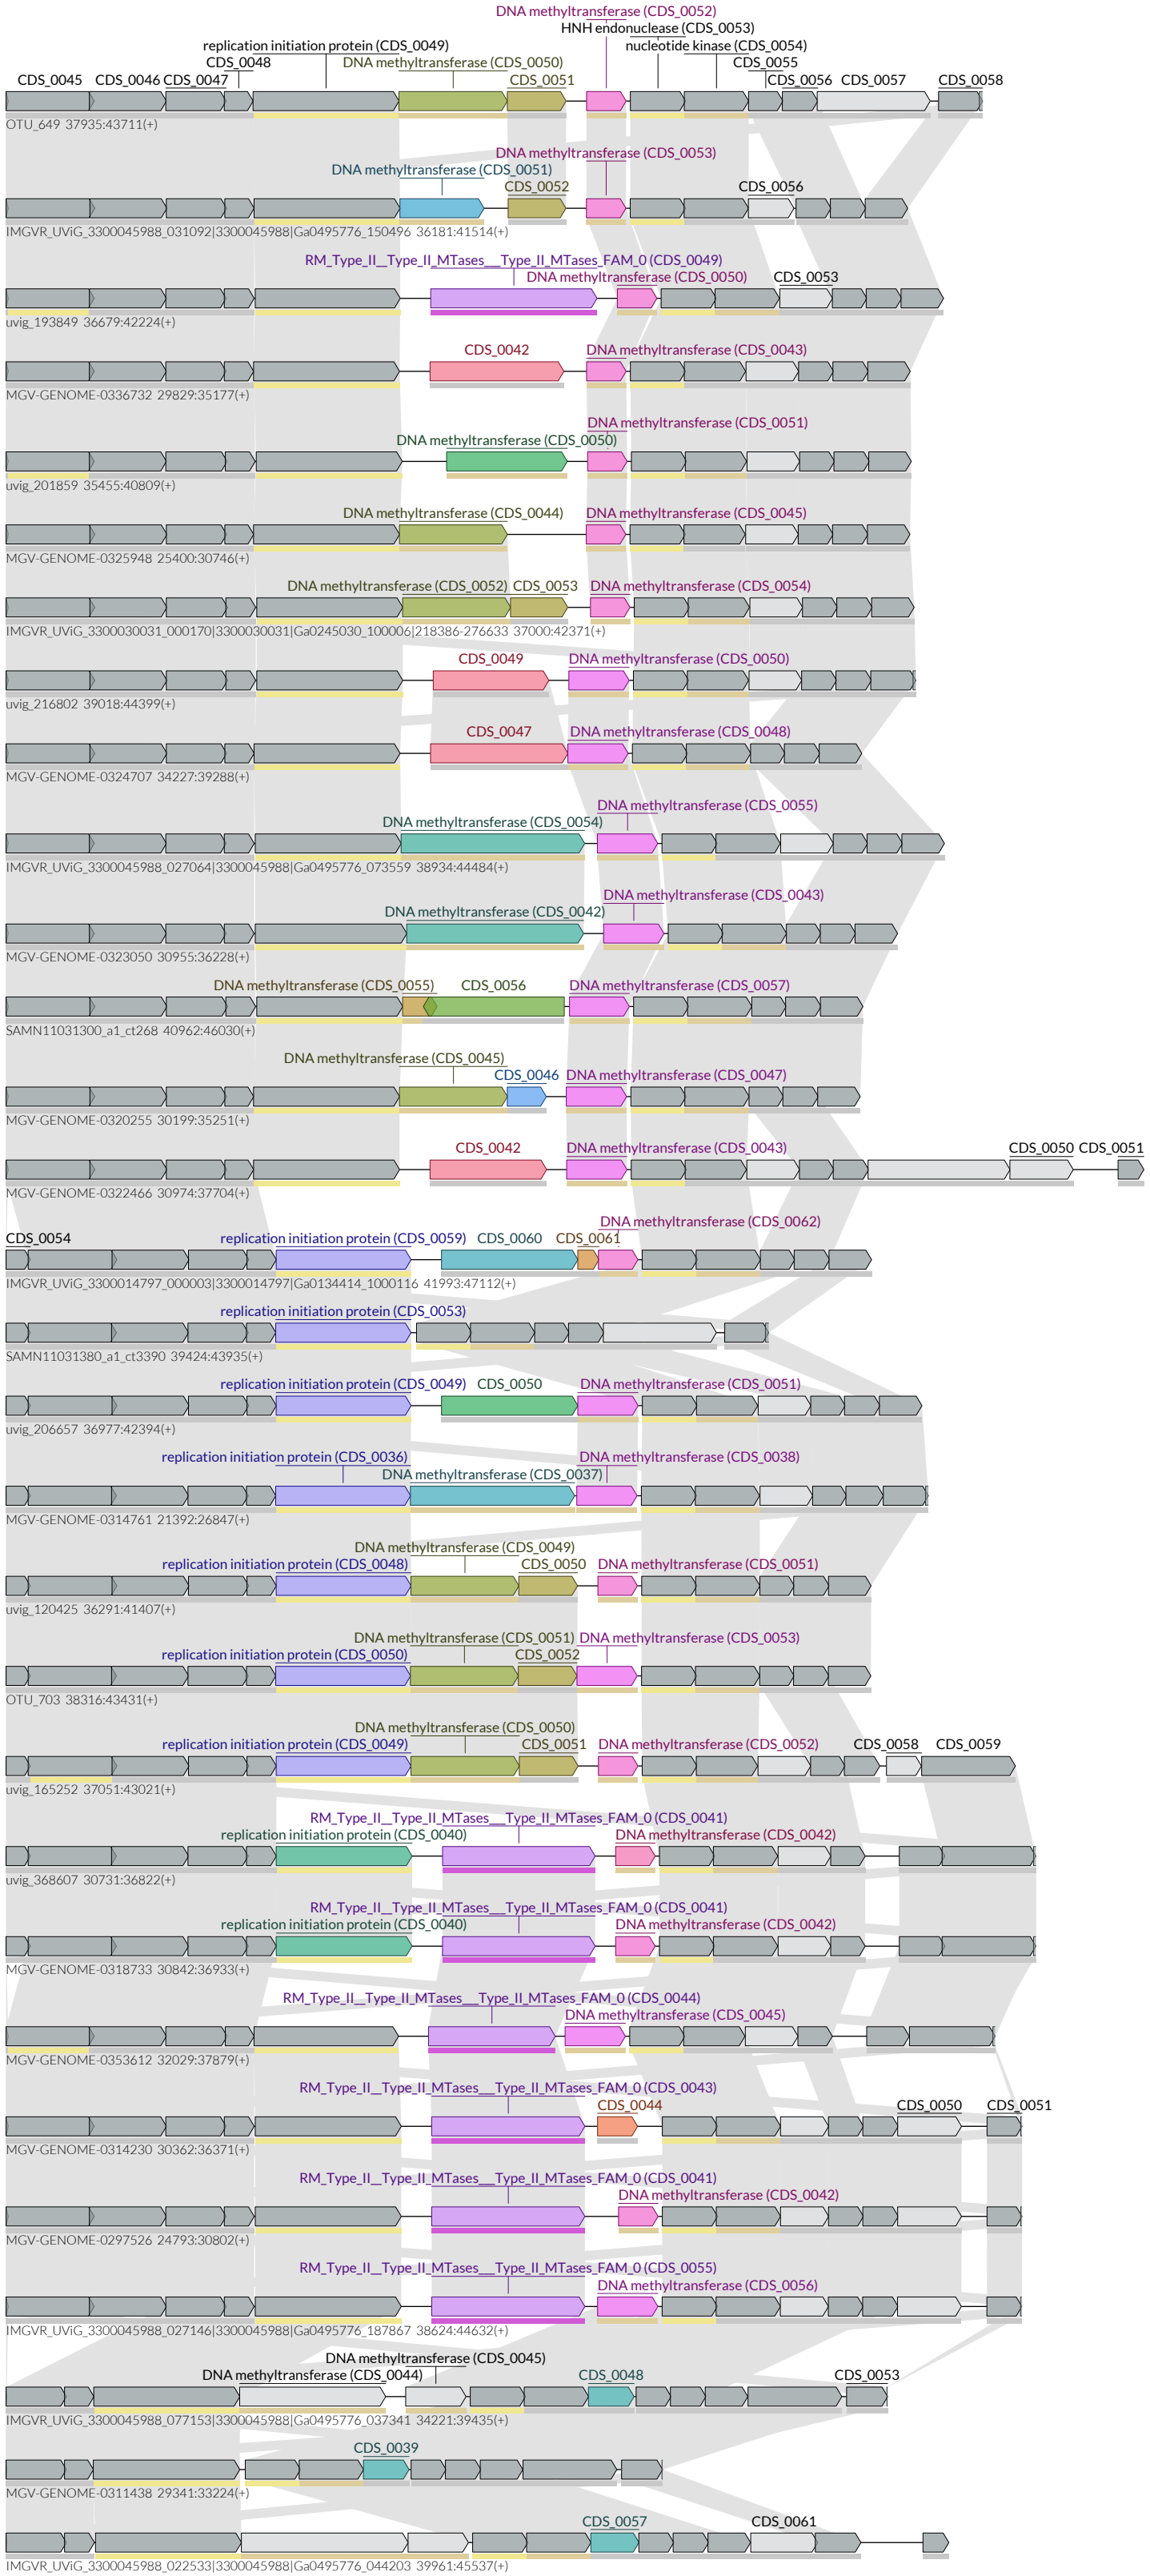 DNA methyltransferase (CDS_0052)
HNH endonuclease (CDS_0053)
replication initiation protein (CDS_0049) nucleotide kinase (CDS_0054)
CDS_0048 DNA methyltransferase (CDS_0050) CDS_0055
CDS_0045 CDS_0046 CDS_0047 CDS_0051 CDS_0056 CDS_0057 CDS_0058
OTU_649 37935:43711(+)
DNA methyltransferase (CDS_0053)
DNA methyltransferase (CDS_0051)
CDS_0052 CDS_0056
IMGVR_UViG_3300045988_031092|3300045988|Ga0495776_150496 36181:41514(+)
RM_Type_II__Type_II_MTases___Type_II_MTases_FAM_0 (CDS_0049)
DNA methyltransferase (CDS_0050) CDS_0053
uvig_193849 36679:42224(+)
CDS_0042 DNA methyltransferase (CDS_0043)
MGV-GENOME-0336732 29829:35177(+)
DNA methyltransferase (CDS_0051)
DNA methyltransferase (CDS_0050)
uvig_201859 35455:40809(+)
DNA methyltransferase (CDS_0044) DNA methyltransferase (CDS_0045)
MGV-GENOME-0325948 25400:30746(+)
DNA methyltransferase (CDS_0052) CDS_0053 DNA methyltransferase (CDS_0054)
IMGVR_UViG_3300030031_000170|3300030031|Ga0245030_100006|218386-276633 37000:42371(+)
CDS_0049 DNA methyltransferase (CDS_0050)
uvig_216802 39018:44399(+)
CDS_0047 DNA methyltransferase (CDS_0048)
MGV-GENOME-0324707 34227:39288(+)
DNA methyltransferase (CDS_0055)
DNA methyltransferase (CDS_0054)
IMGVR_UViG_3300045988_027064|3300045988|Ga0495776_073559 38934:44484(+)
DNA methyltransferase (CDS_0043)
DNA methyltransferase (CDS_0042)
MGV-GENOME-0323050 30955:36228(+)
DNA methyltransferase (CDS_0055) CDS_0056 DNA methyltransferase (CDS_0057)
SAMN11031300_a1_ct268 40962:46030(+)
DNA methyltransferase (CDS_0045)
CDS_0046 DNA methyltransferase (CDS_0047)
MGV-GENOME-0320255 30199:35251(+)
CDS_0042 DNA methyltransferase (CDS_0043) CDS_0050 CDS_0051
MGV-GENOME-0322466 30974:37704(+)
DNA methyltransferase (CDS_0062)
CDS_0054 replication initiation protein (CDS_0059) CDS_0060 CDS_0061
IMGVR_UViG_3300014797_000003|3300014797|Ga0134414_1000116 41993:47112(+)
replication initiation protein (CDS_0053)
SAMN11031380_a1_ct3390 39424:43935(+)
replication initiation protein (CDS_0049) CDS_0050 DNA methyltransferase (CDS_0051)
uvig_206657 36977:42394(+)
replication initiation protein (CDS_0036) DNA methyltransferase (CDS_0038)
DNA methyltransferase (CDS_0037)
MGV-GENOME-0314761 21392:26847(+)
DNA methyltransferase (CDS_0049)
replication initiation protein (CDS_0048) CDS_0050 DNA methyltransferase (CDS_0051)
uvig_120425 36291:41407(+)
DNA methyltransferase (CDS_0051) DNA methyltransferase (CDS_0053)
replication initiation protein (CDS_0050) CDS_0052
OTU_703 38316:43431(+)
DNA methyltransferase (CDS_0050)
replication initiation protein (CDS_0049) CDS_0051 DNA methyltransferase (CDS_0052) CDS_0058 CDS_0059
uvig_165252 37051:43021(+)
RM_Type_II__Type_II_MTases___Type_II_MTases_FAM_0 (CDS_0041)
replication initiation protein (CDS_0040) DNA methyltransferase (CDS_0042)
uvig_368607 30731:36822(+)
RM_Type_II__Type_II_MTases___Type_II_MTases_FAM_0 (CDS_0041)
replication initiation protein (CDS_0040) DNA methyltransferase (CDS_0042)
MGV-GENOME-0318733 30842:36933(+)
RM_Type_II__Type_II_MTases___Type_II_MTases_FAM_0 (CDS_0044)
DNA methyltransferase (CDS_0045)
MGV-GENOME-0353612 32029:37879(+)
RM_Type_II__Type_II_MTases___Type_II_MTases_FAM_0 (CDS_0043)
CDS_0044 CDS_0050 CDS_0051
MGV-GENOME-0314230 30362:36371(+)
RM_Type_II__Type_II_MTases___Type_II_MTases_FAM_0 (CDS_0041)
DNA methyltransferase (CDS_0042)
MGV-GENOME-0297526 24793:30802(+)
RM_Type_II__Type_II_MTases___Type_II_MTases_FAM_0 (CDS_0055)
DNA methyltransferase (CDS_0056)
IMGVR_UViG_3300045988_027146|3300045988|Ga0495776_187867 38624:44632(+)
DNA methyltransferase (CDS_0045)
DNA methyltransferase (CDS_0044) CDS_0048 CDS_0053
IMGVR_UViG_3300045988_077153|3300045988|Ga0495776_037341 34221:39435(+)
CDS_0039
MGV-GENOME-0311438 29341:33224(+)
CDS_0057 CDS_0061
IMGVR_UViG_3300045988_022533|3300045988|Ga0495776_044203 39961:45537(+)